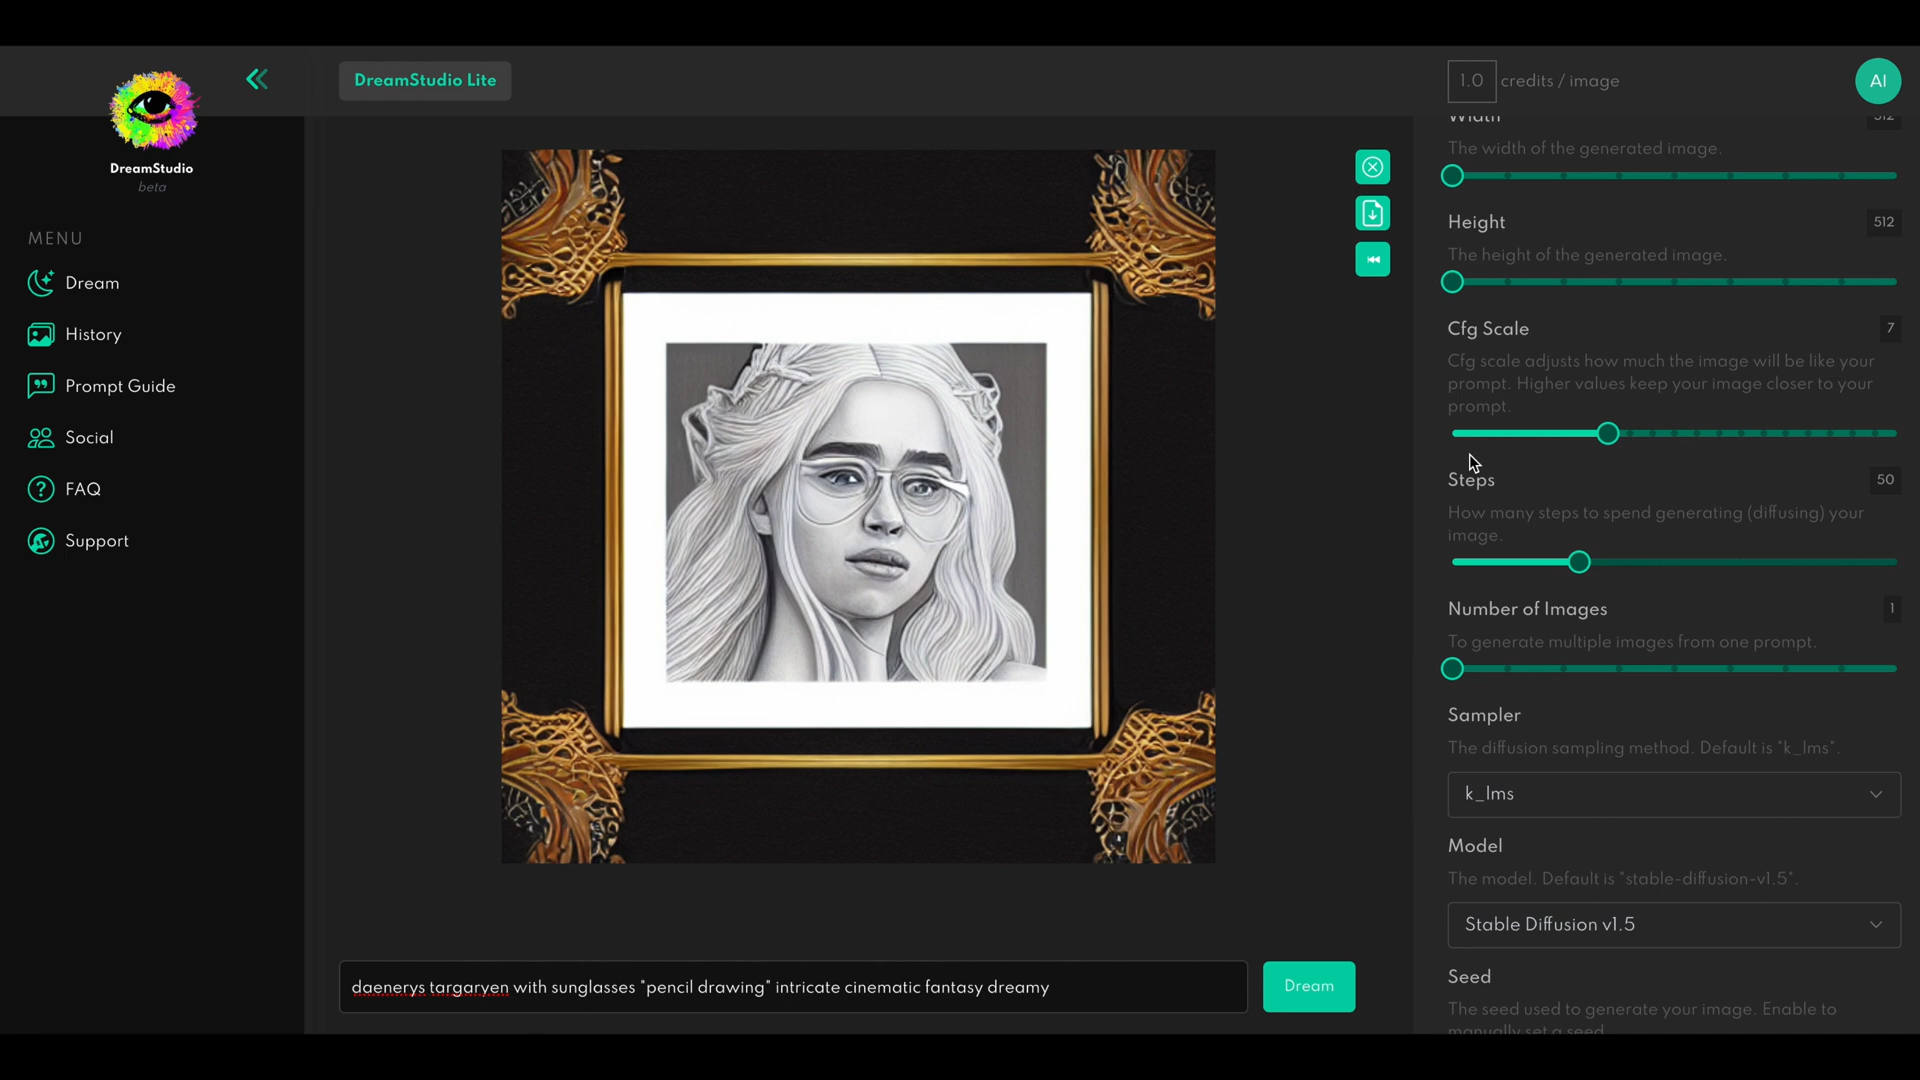 DreamStudio
beta
MENU
Dream
History
Prompt Guide
Social
FAQ
Support
DreamStudio Lite
daenerys targaryen with sunglasses "pencil drawing" intricate cinematic fantasy dreamy
Dream
1.0 credits / image
AI
Width 512
The width of the generated image.
Height 512
The height of the generated image.
Cfg Scale 7
Cfg scale adjusts how much the image will be like your
prompt. Higher values keep your image closer to your
prompt.
Steps 50
How many steps to spend generating (diffusing) your
image.
Number of Images 1
To generate multiple images from one prompt.
Sampler
The diffusion sampling method. Default is "k_lms".
k_lms
Model
The model. Default is "stable-diffusion-v1.5".
Stable Diffusion v1.5
Seed
The seed used to generate your image. Enable to
manually set a seed.